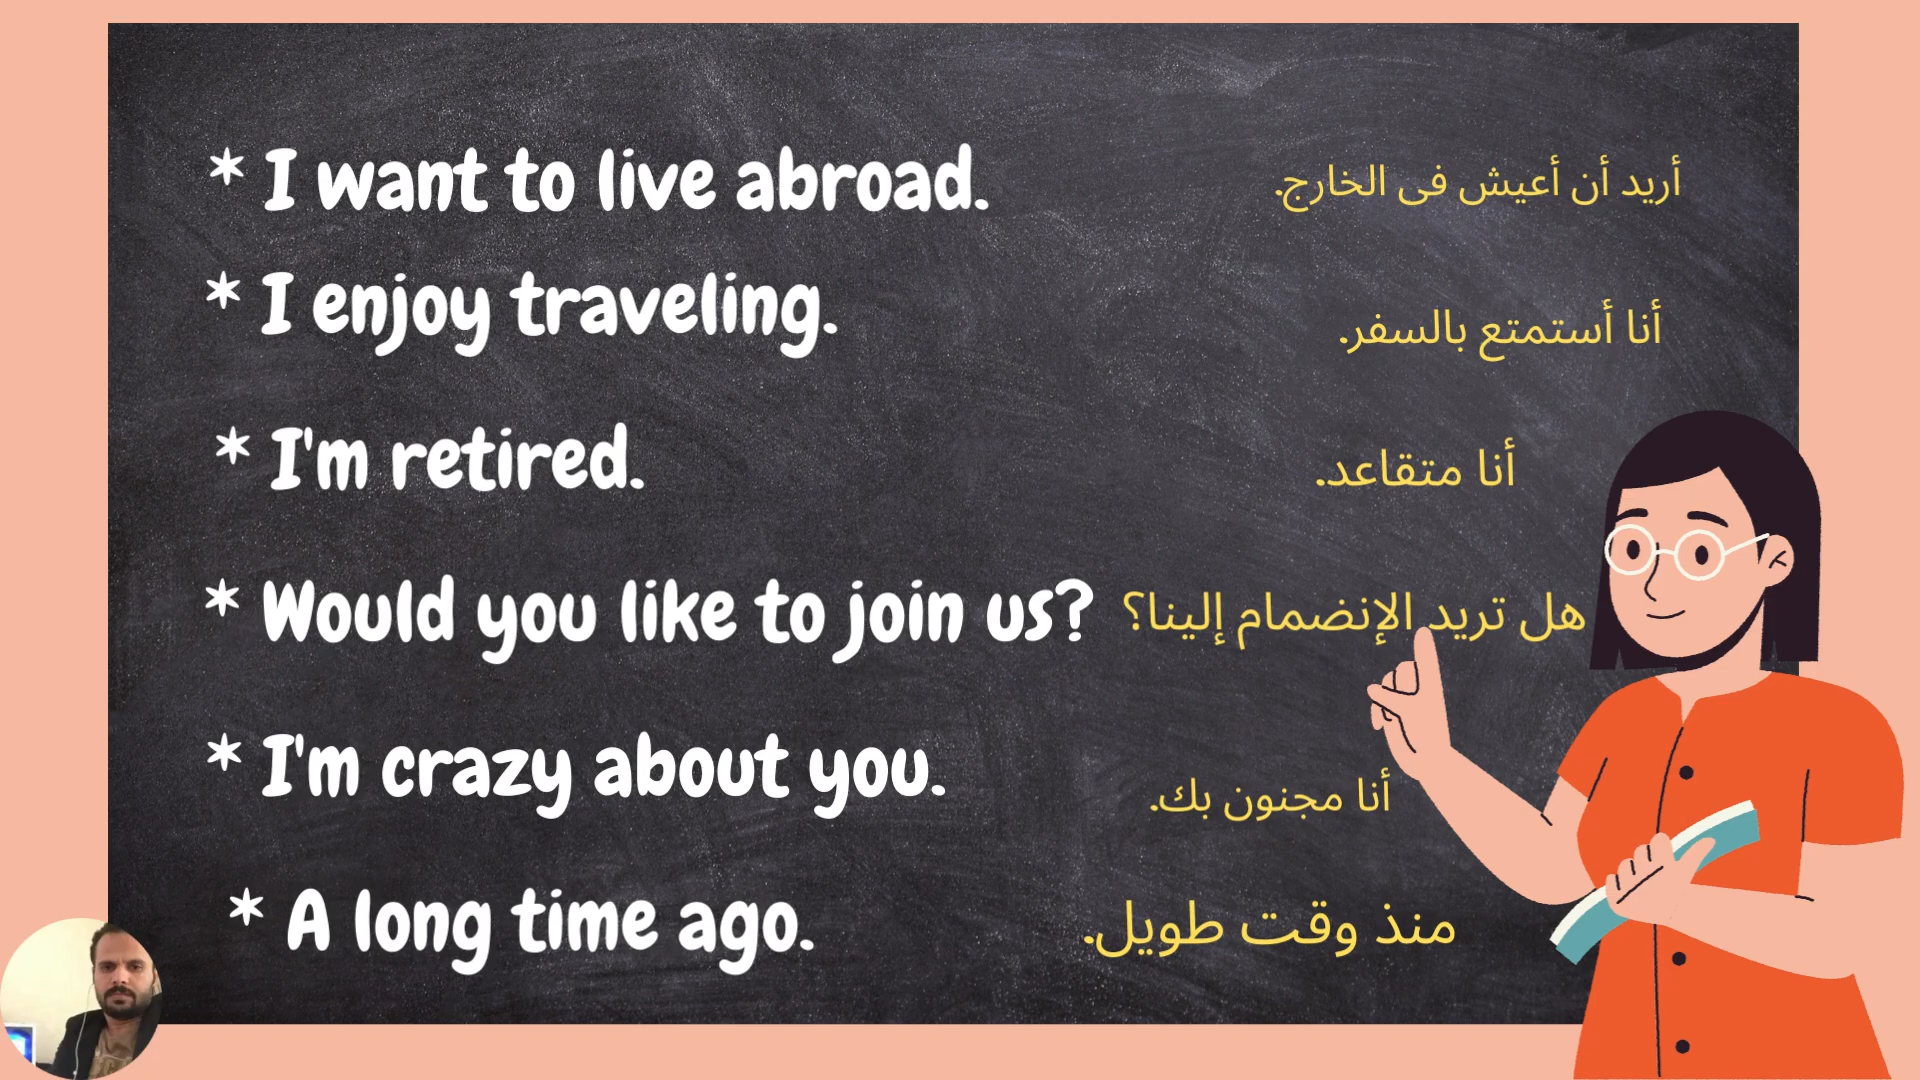 * I want to live abroad. أريد أن أعيش فى الخارج.
* I enjoy traveling. أنا أستمتع بالسفر.
* I'm retired. أنا متقاعد.
* Would you like to join us? هل تريد الإنضمام إلينا؟
* I'm crazy about you. أنا مجنون بك.
* A long time ago. منذ وقت طويل.